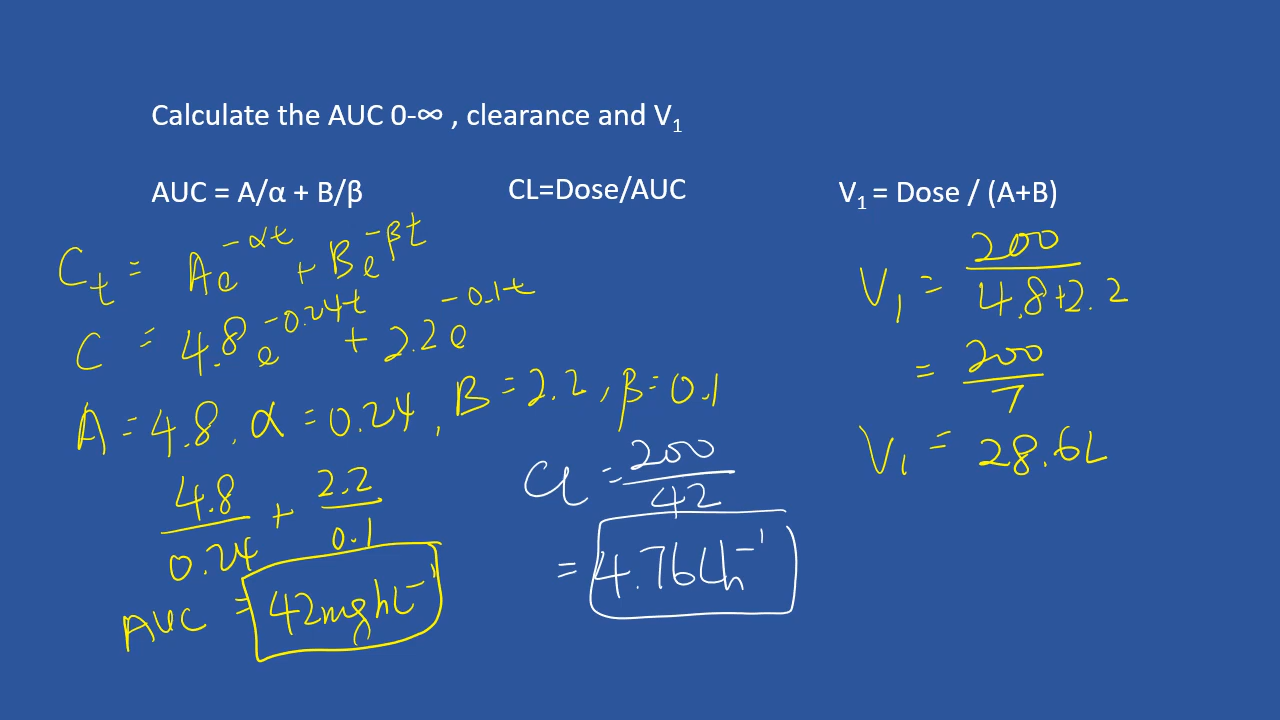 Calculate the AUC 0-∞ , clearance and V₁
AUC = A/α + B/β
CL=Dose/AUC
V₁ = Dose / (A+B)
Cₜ = Ae^-αt + Be^-βt
C = 4.8e^-0.24t + 2.2e^-0.1t
A = 4.8, α = 0.24, B = 2.2, β = 0.1
4.8/0.24 + 2.2/0.1
AUC = 42mghL⁻¹
Cl = 200/42
= 4.76Lh⁻¹
V₁ = 200/4.8+2.2
= 200/7
V₁ = 28.6L